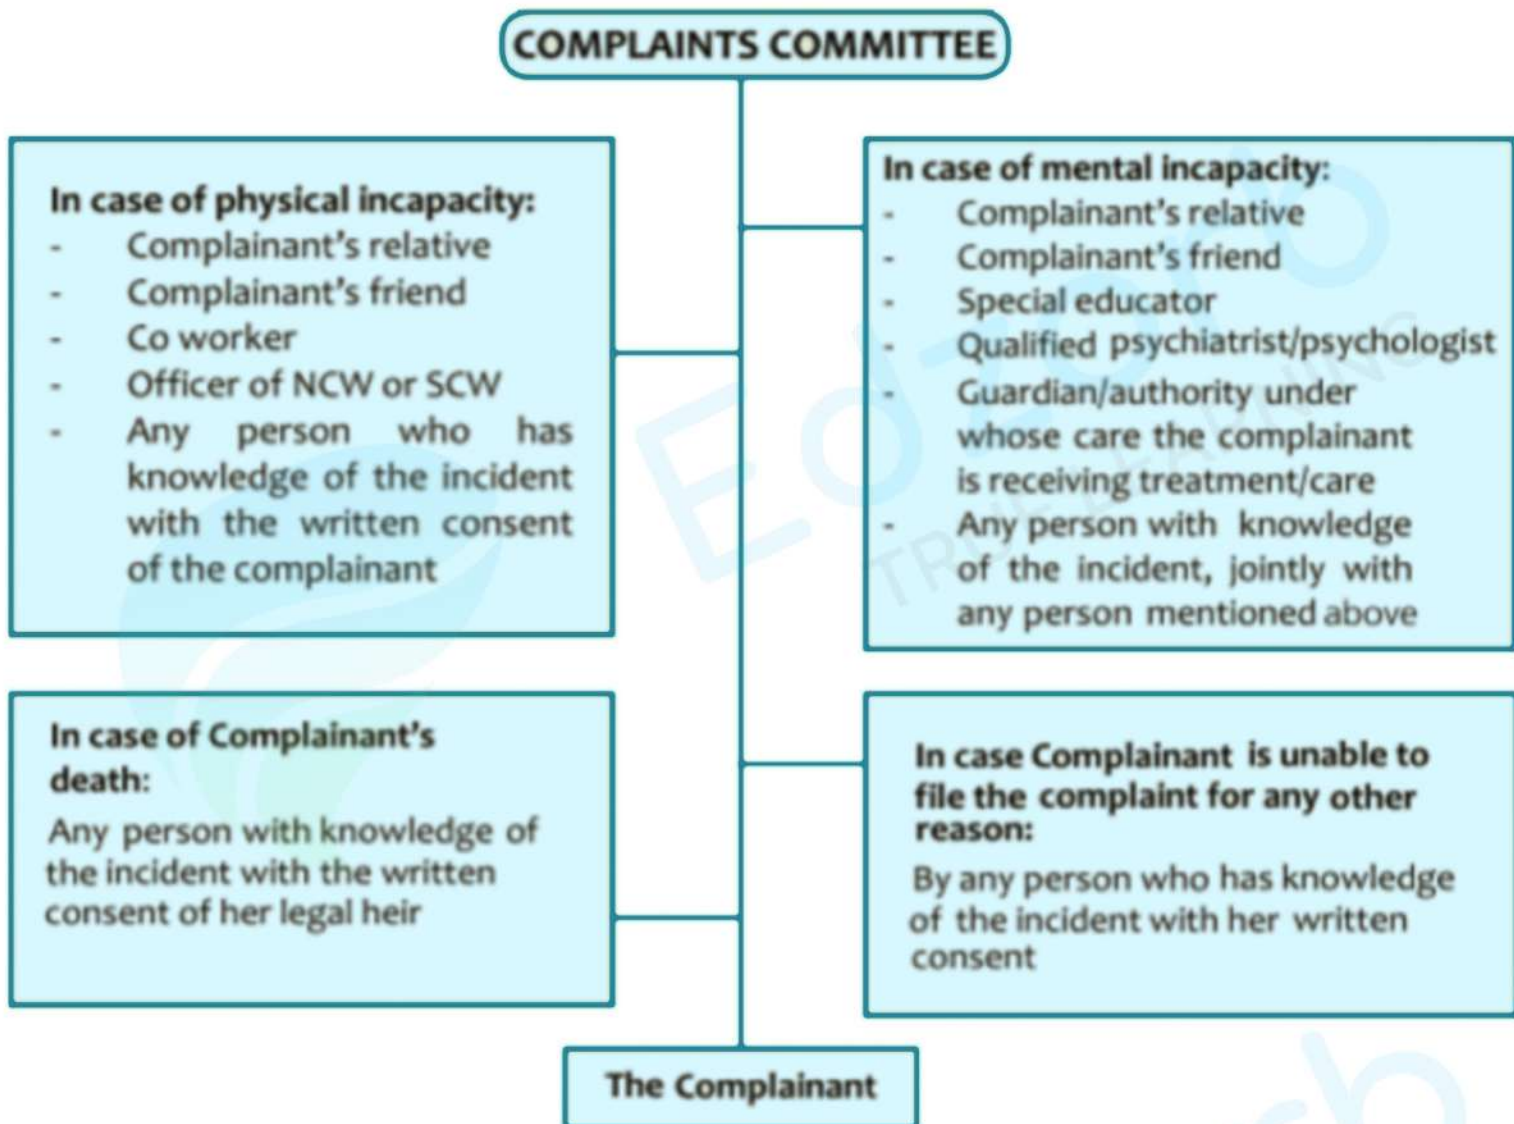 COMPLAINTS COMMITTEE
In case of physical incapacity:
- Complainant's relative
- Complainant's friend
- Co worker
- Officer of NCW or SCW
- Any person who has
knowledge of the incident
with the written consent
of the complainant
In case of mental incapacity:
- Complainant's relative
- Complainant's friend
- Special educator
- Qualified psychiatrist/psychologist
- Guardian/authority under
whose care the complainant
is receiving treatment/care
- Any person with knowledge
of the incident, jointly with
any person mentioned above
In case of Complainant's
death:
Any person with knowledge of
the incident with the written
consent of her legal heir
In case Complainant is unable to
file the complaint for any other
reason:
By any person who has knowledge
of the incident with her written
consent
The Complainant
Edzorb
TRUE LEARNING
rb